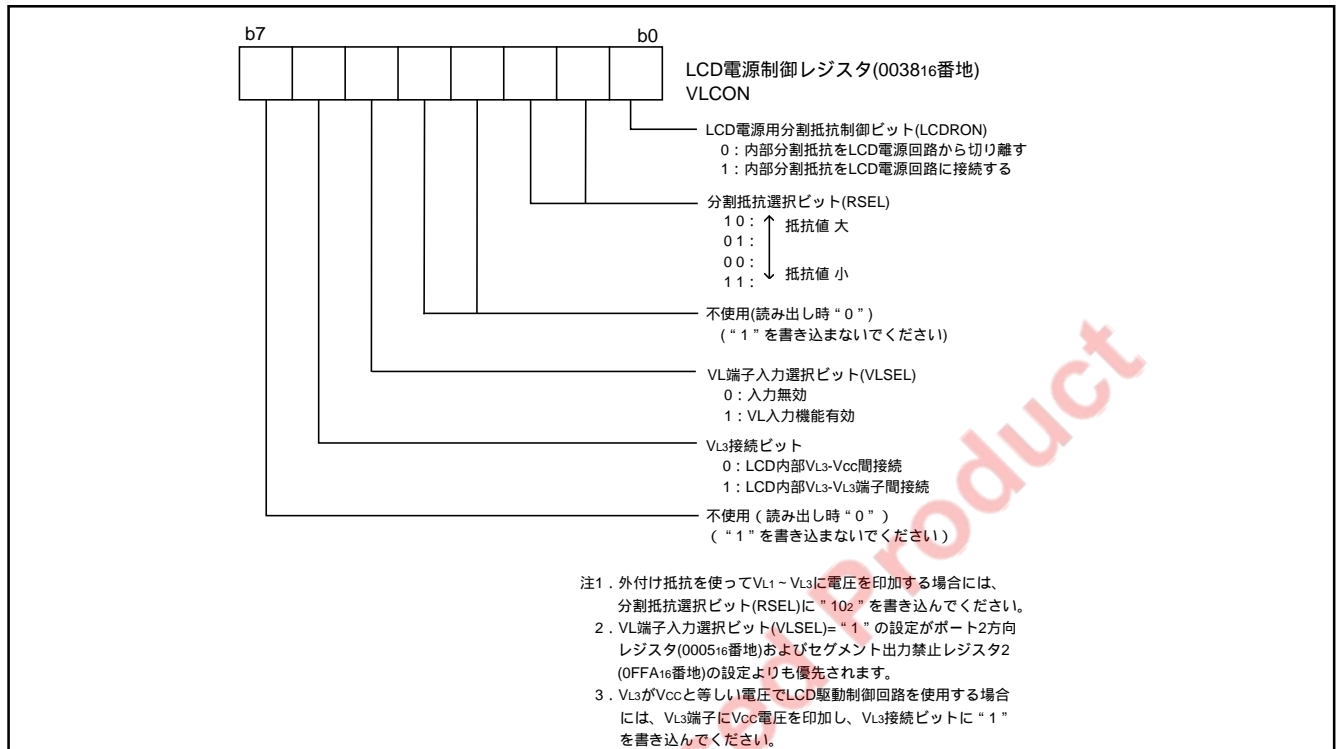 b7 b0
LCD電源制御レジスタ(003816番地)
VLCON
LCD電源用分割抵抗制御ビット(LCDRON)
0：内部分割抵抗をLCD電源回路から切り離す
1：内部分割抵抗をLCD電源回路に接続する
分割抵抗選択ビット(RSEL)
1 0： 抵抗値 大
0 1：
0 0：
1 1： 抵抗値 小
不使用(読み出し時“ 0 ”)
(“ 1 ” を書き込まないでください)
VL端子入力選択ビット(VLSEL)
0：入力無効
1：VL入力機能有効
VL3接続ビット
0：LCD内部VL3-Vcc間接続
1：LCD内部VL3-VL3端子間接続
不使用（ 読み出し時“ 0 ” ）
（ “ 1 ” を書き込まないでください ）
注1．外付け抵抗を使ってVL1 ~ VL3に電圧を印加する場合には、
分割抵抗選択ビット(RSEL)に ” 102 ” を書き込んでください。
2．VL端子入力選択ビット(VLSEL)= “ 1 ” の設定がポート2方向
レジスタ(000516番地)およびセグメント出力禁止レジスタ2
(0FFA16番地)の設定よりも優先されます。
3．VL3がVccと等しい電圧でLCD駆動制御回路を使用する場合
には、VL3端子にVcc電圧を印加し、VL3接続ビットに “ 1 ”
を書き込んでください。
sed Product